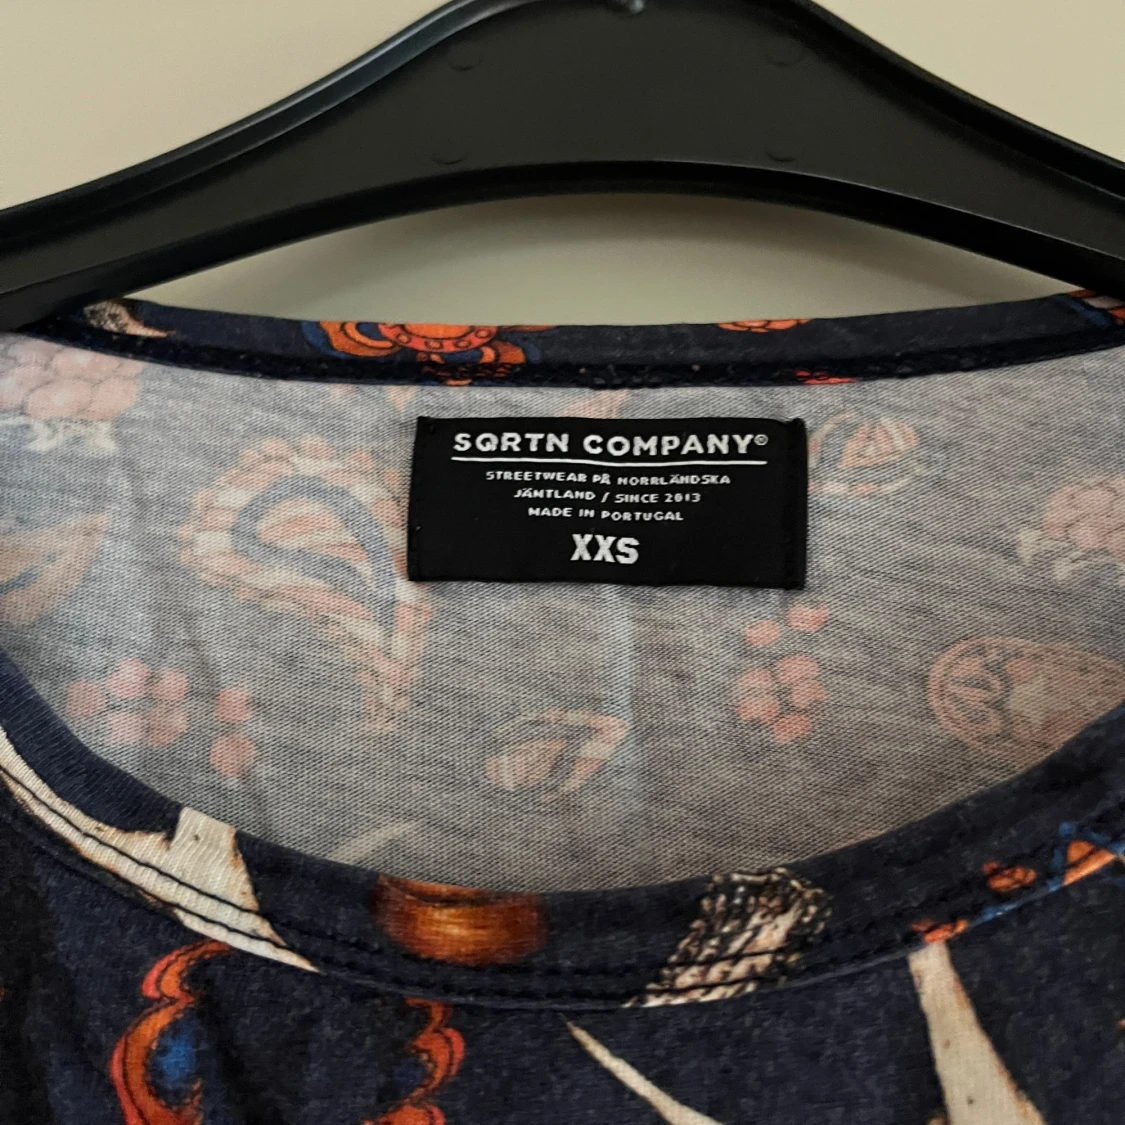 SQRTN COMPANY®
STREETWEAR PÅ NORRLÄNDSKA
JÄMTLAND / SINCE 2013
MADE IN PORTUGAL
XXS